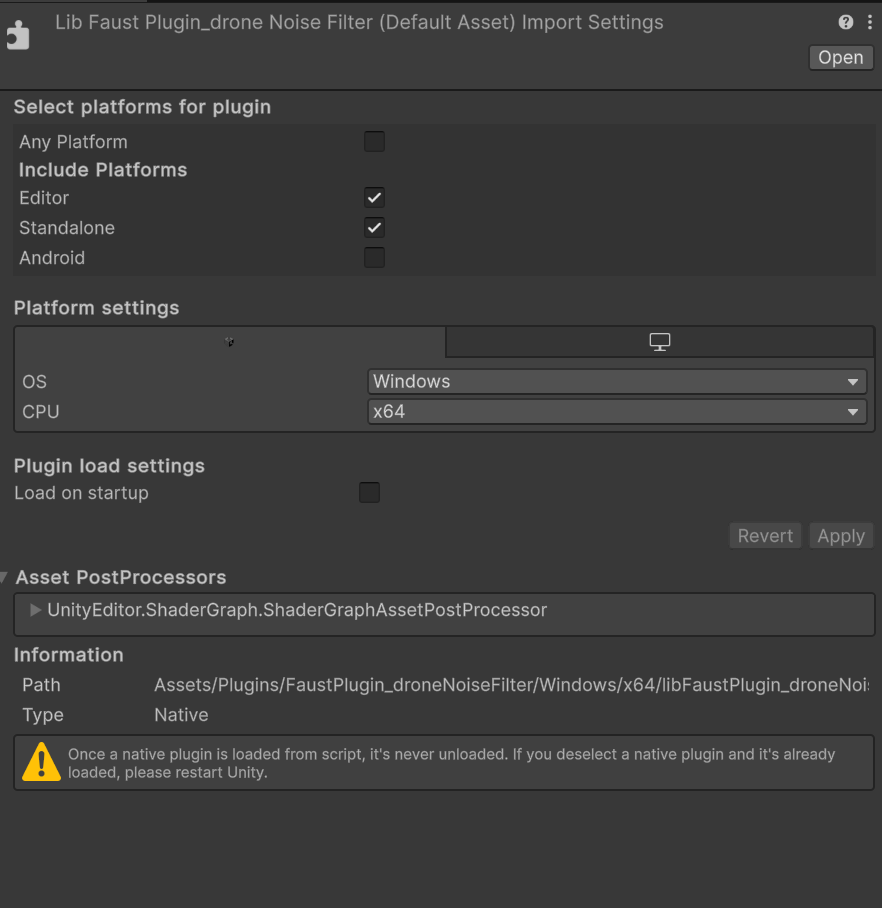 Lib Faust Plugin_drone Noise Filter (Default Asset) Import Settings
Open
Select platforms for plugin
Any Platform
Include Platforms
Editor
Standalone
Android
Platform settings
OS Windows
CPU x64
Plugin load settings
Load on startup
Revert Apply
Asset PostProcessors
UnityEditor.ShaderGraph.ShaderGraphAssetPostProcessor
Information
Path Assets/Plugins/FaustPlugin_droneNoiseFilter/Windows/x64/libFaustPlugin_droneNoi
Type Native
Once a native plugin is loaded from script, it's never unloaded. If you deselect a native plugin and it's already
loaded, please restart Unity.